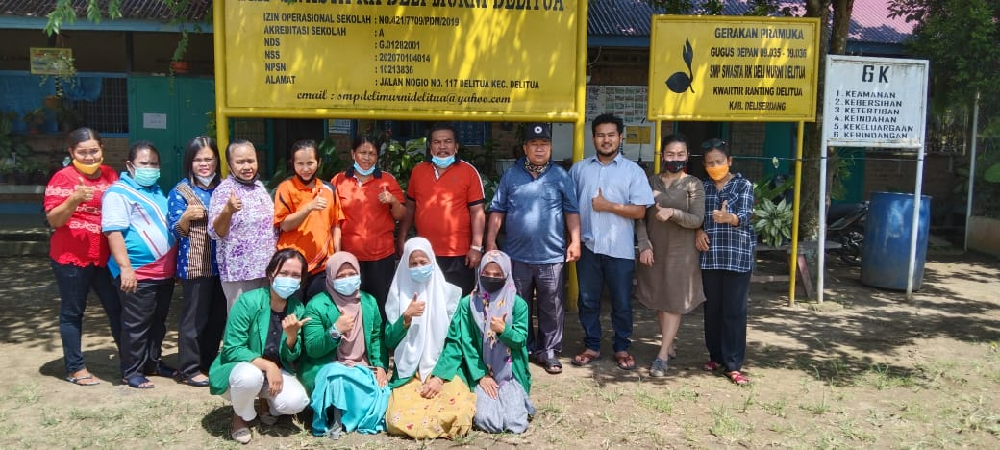 DELI MURNI DELITUA
IZIN OPERASIONAL SEKOLAH : NO.421/7709/PDM/2019
AKREDITASI SEKOLAH : A
NDS : G.01282001
NSS : 202070104014
NPSN : 10213836
ALAMAT : JALAN NOGIO NO. 117 DELITUA KEC. DELITUA
email : smpdelimurnidelitua@yahoo.com
GERAKAN PRAMUKA
GUGUS DEPAN 09.035 - 09.036
SMP SWASTA RK DELI MURNI DELITUA
KWARTIR RANTING DELITUA
KAB. DELISERDANG
6K
1. KEAMANAN
2. KEBERSIHAN
3. KETERTIBAN
4. KEINDAHAN
5. KEKELUARGAAN
6. KERINDANGAN